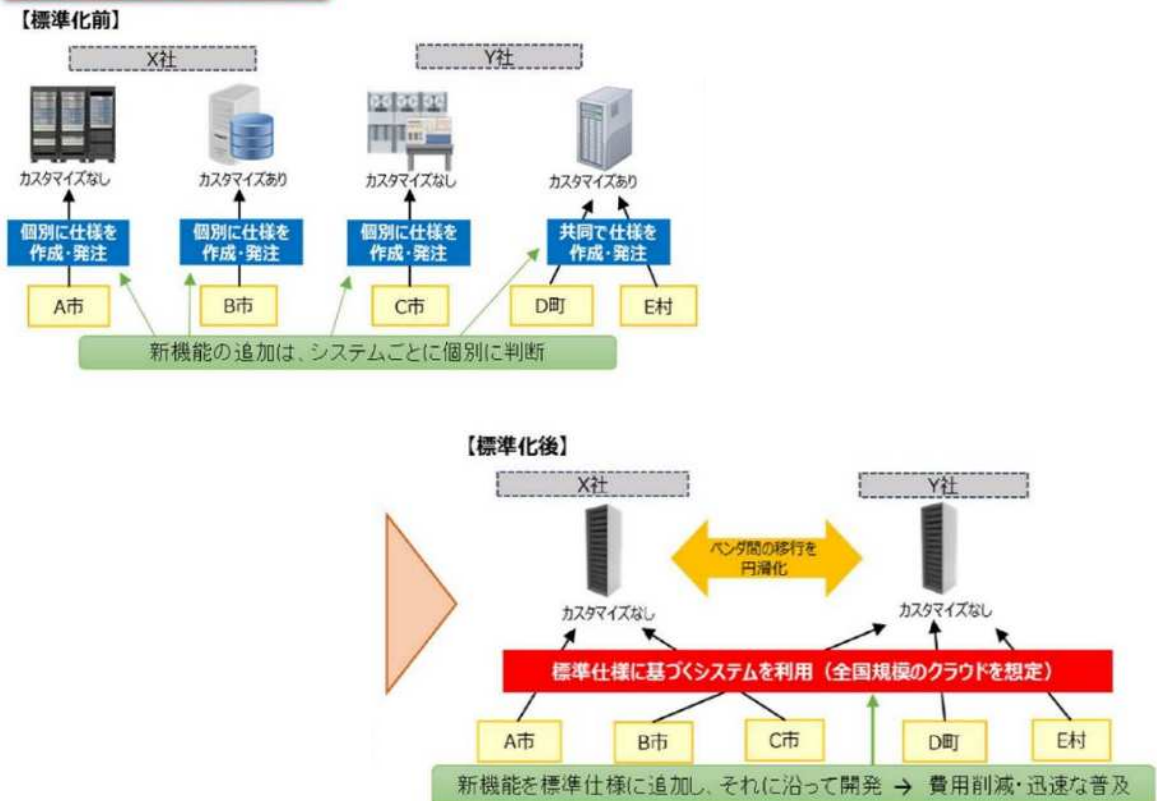 【標準化前】
X社
Y社
カスタマイズなし
カスタマイズあり
カスタマイズなし
カスタマイズあり
個別に仕様を
作成・発注
個別に仕様を
作成・発注
個別に仕様を
作成・発注
共同で仕様を
作成・発注
A市
B市
C市
D町
E村
新機能の追加は、システムごとに個別に判断
【標準化後】
X社
Y社
ベンダ間の移行を
円滑化
カスタマイズなし
カスタマイズなし
標準仕様に基づくシステムを利用（全国規模のクラウドを想定）
A市
B市
C市
D町
E村
新機能を標準仕様に追加し、それに沿って開発 → 費用削減・迅速な普及